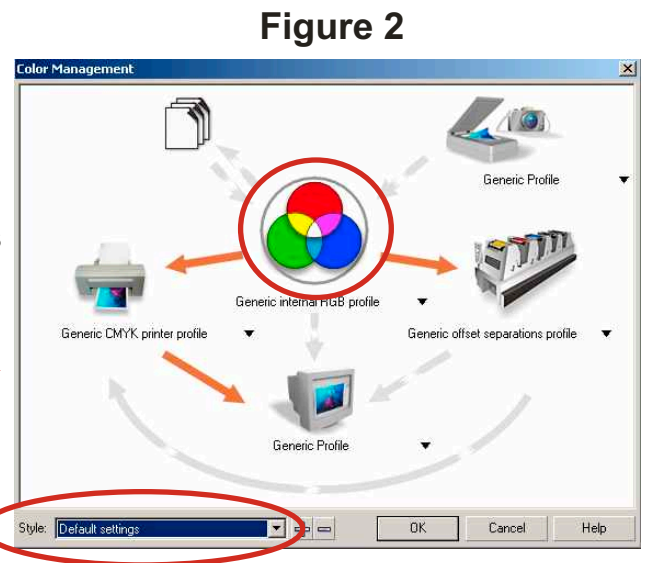 Figure 2
Color Management
Generic Profile
Generic internal RGB profile
Generic CMYK printer profile
Generic offset separations profile
Generic Profile
Style: Default settings
OK
Cancel
Help